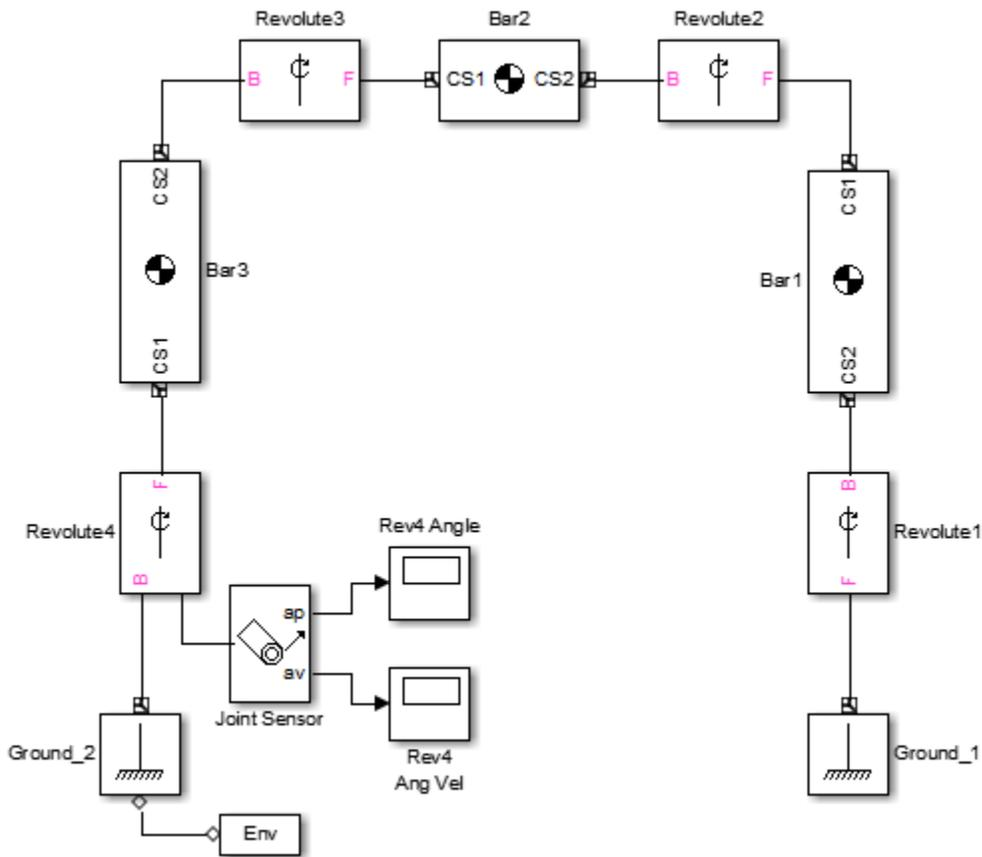 Revolute3
Bar2
Revolute2
B
F
CS1
CS2
B
F
CS2
CS1
Bar3
Bar1
CS1
CS2
F
Revolute4
B
B
Revolute1
F
Rev4 Angle
ap
av
Joint Sensor
Rev4
Ang Vel
Ground_2
Ground_1
Env